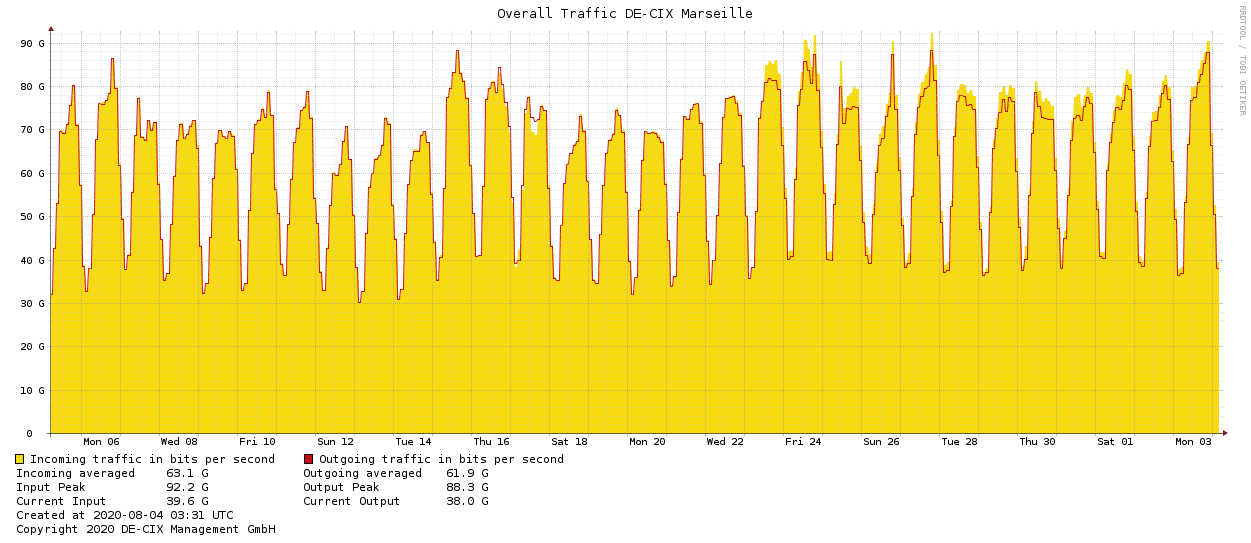 Overall Traffic DE-CIX Marseille
RRDTOOL / TOBI OETIKER
90 G
80 G
70 G
60 G
50 G
40 G
30 G
20 G
10 G
0
Mon 06 Wed 08 Fri 10 Sun 12 Tue 14 Thu 16 Sat 18 Mon 20 Wed 22 Fri 24 Sun 26 Tue 28 Thu 30 Sat 01 Mon 03
Incoming traffic in bits per second Outgoing traffic in bits per second
Incoming averaged 63.1 G Outgoing averaged 61.9 G
Input Peak 92.2 G Output Peak 88.3 G
Current Input 39.6 G Current Output 38.0 G
Created at 2020-08-04 03:31 UTC
Copyright 2020 DE-CIX Management GmbH